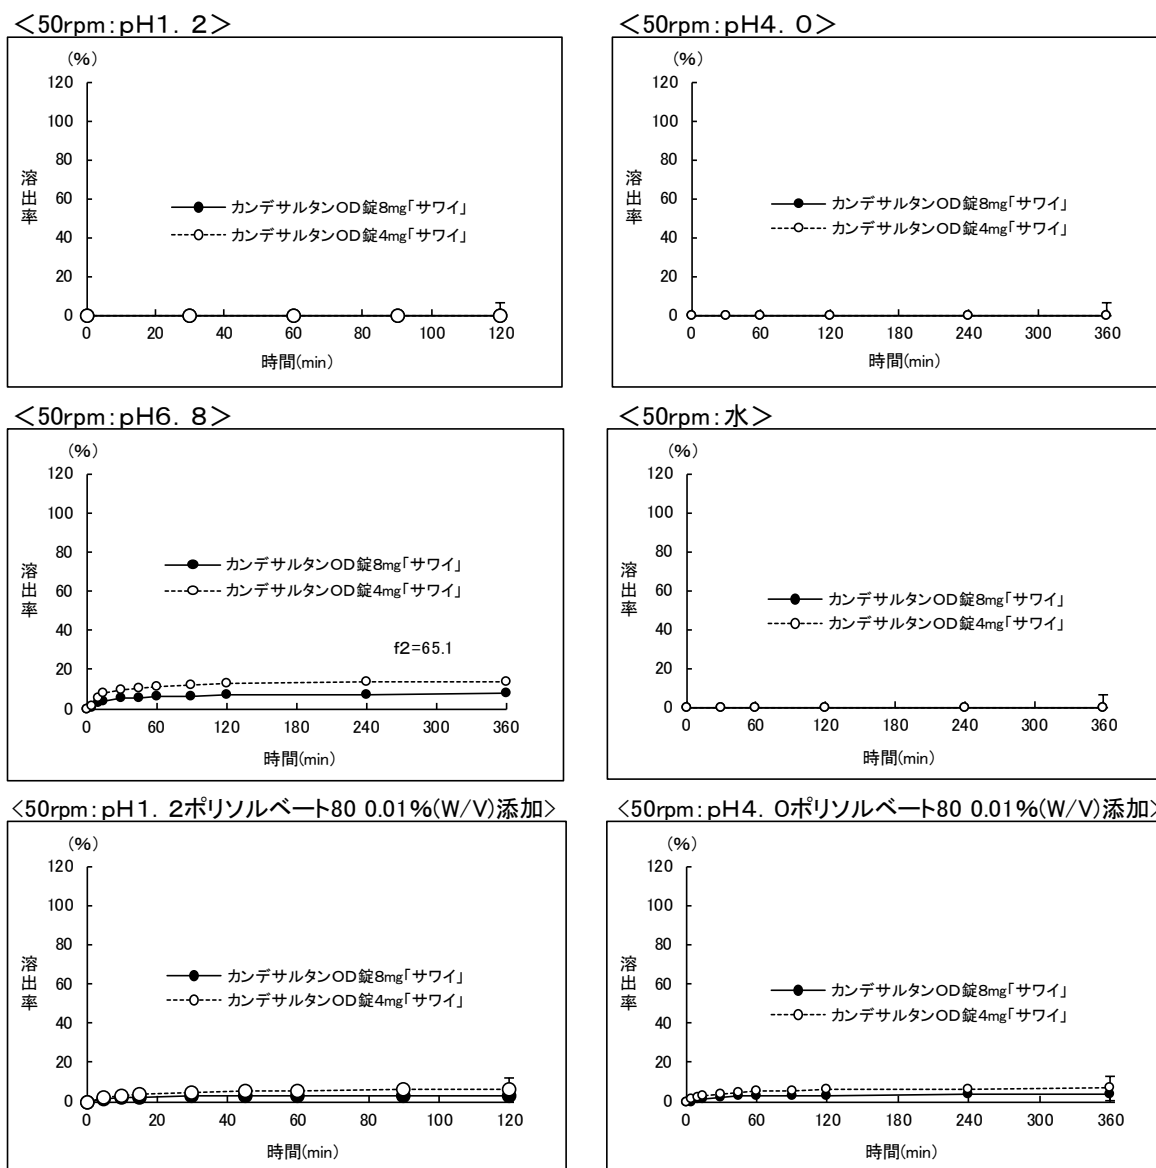 ＜50rpm：pH1．2＞
(%)
120
100
80
60
40
20
0
溶出率
カンデサルタンOD錠8mg「サワイ」
カンデサルタンOD錠4mg「サワイ」
0 20 40 60 80 100 120
時間(min)
＜50rpm：pH4．0＞
(%)
120
100
80
60
40
20
0
溶出率
カンデサルタンOD錠8mg「サワイ」
カンデサルタンOD錠4mg「サワイ」
0 60 120 180 240 300 360
時間(min)
＜50rpm：pH6．8＞
(%)
120
100
80
60
40
20
0
溶出率
カンデサルタンOD錠8mg「サワイ」
カンデサルタンOD錠4mg「サワイ」
f2=65.1
0 60 120 180 240 300 360
時間(min)
＜50rpm：水＞
(%)
120
100
80
60
40
20
0
溶出率
カンデサルタンOD錠8mg「サワイ」
カンデサルタンOD錠4mg「サワイ」
0 60 120 180 240 300 360
時間(min)
<50rpm：pH1．2ポリソルベート80 0.01%(W/V)添加>
(%)
120
100
80
60
40
20
0
溶出率
カンデサルタンOD錠8mg「サワイ」
カンデサルタンOD錠4mg「サワイ」
0 20 40 60 80 100 120
時間(min)
<50rpm：pH4．0ポリソルベート80 0.01%(W/V)添加>
(%)
120
100
80
60
40
20
0
溶出率
カンデサルタンOD錠8mg「サワイ」
カンデサルタンOD錠4mg「サワイ」
0 60 120 180 240 300 360
時間(min)